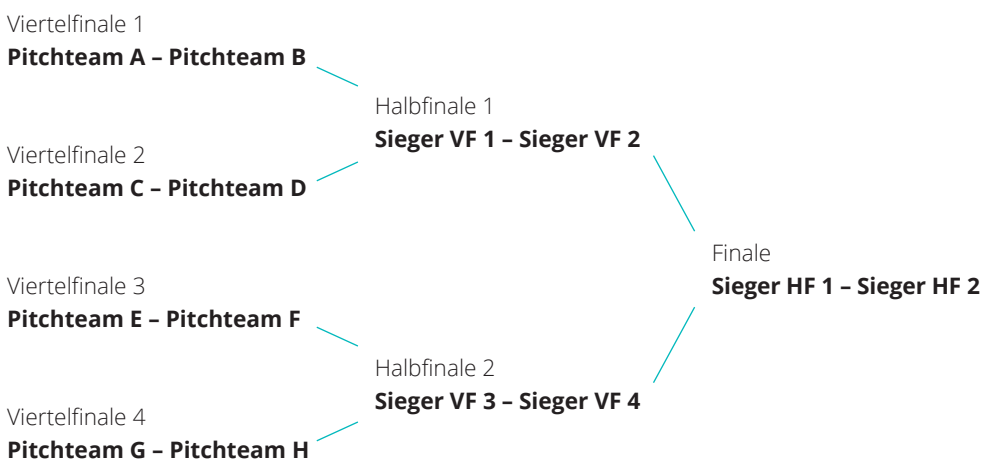 Viertelfinale 1
Pitchteam A – Pitchteam B
Viertelfinale 2
Pitchteam C – Pitchteam D
Viertelfinale 3
Pitchteam E – Pitchteam F
Viertelfinale 4
Pitchteam G – Pitchteam H
Halbfinale 1
Sieger VF 1 – Sieger VF 2
Halbfinale 2
Sieger VF 3 – Sieger VF 4
Finale
Sieger HF 1 – Sieger HF 2